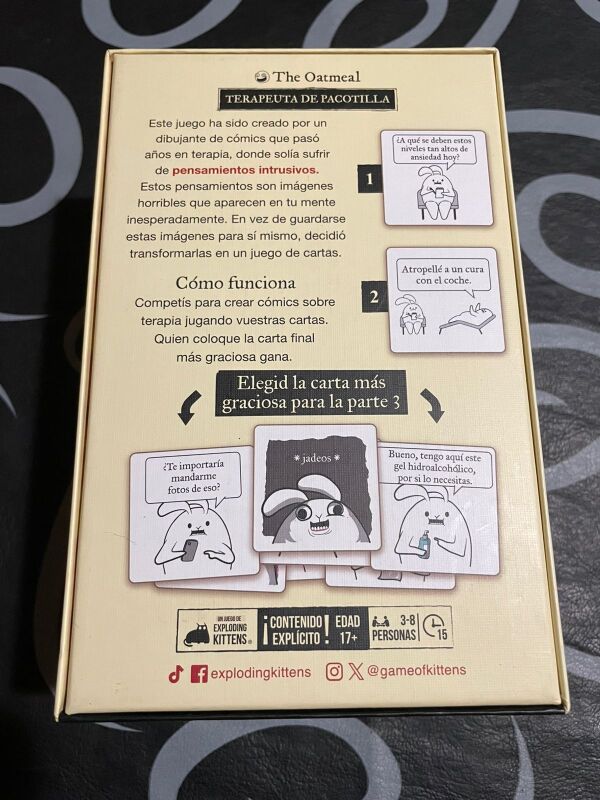 The Oatmeal
TERAPEUTA DE PACOTILLA
Este juego ha sido creado por un
dibujante de cómics que pasó
años en terapia, donde solía sufrir
de pensamientos intrusivos.
Estos pensamientos son imágenes
horribles que aparecen en tu mente
inesperadamente. En vez de guardarse
estas imágenes para sí mismo, decidió
transformarlas en un juego de cartas.
1
¿A qué se deben estos
niveles tan altos de
ansiedad hoy?
2
Atropellé a un cura
con el coche.
Cómo funciona
Competís para crear cómics sobre
terapia jugando vuestras cartas.
Quien coloque la carta final
más graciosa gana.
Elegid la carta más
graciosa para la parte 3
¿Te importaría
mandarme
fotos de eso?
* jadeos *
Bueno, tengo aquí este
gel hidroalcohólico,
por si lo necesitas.
UN JUEGO DE
EXPLODING
KITTENS®
¡CONTENIDO
EXPLÍCITO!
EDAD
17+
3-8
PERSONAS
15
explodingkittens
@gameofkittens